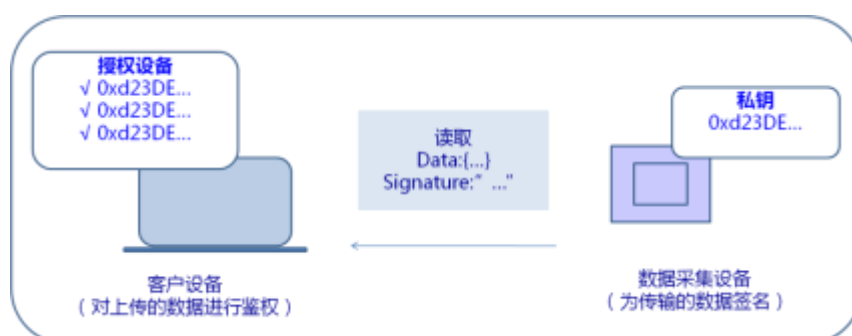 授权设备
√ 0xd23DE...
√ 0xd23DE...
√ 0xd23DE...
私钥
0xd23DE...
读取
Data:{...}
Signature:” ...”
客户设备
（对上传的数据进行鉴权）
数据采集设备
（为传输的数据签名）